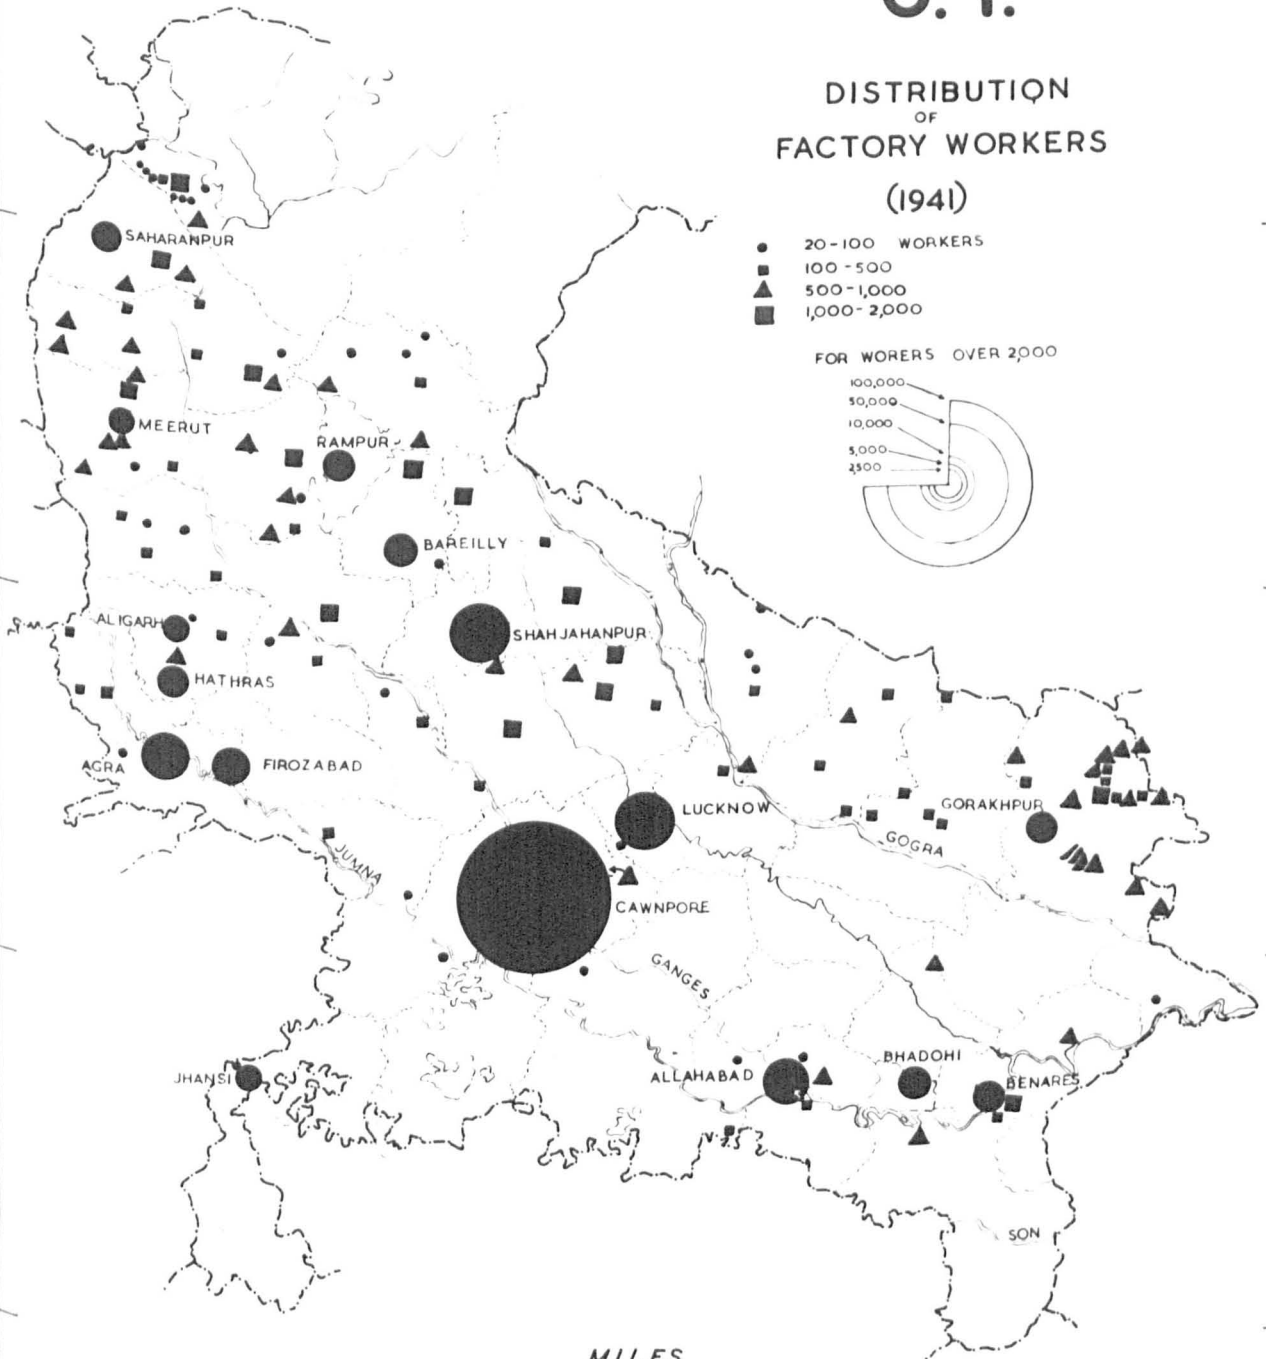 U. P.
DISTRIBUTION
OF
FACTORY WORKERS
(1941)
20-100 WORKERS
100-500
500-1,000
1,000-2,000
FOR WORERS OVER 2,000
100,000
50,000
10,000
5,000
2,500
SAHARANPUR
MEERUT
RAMPUR
BAREILLY
ALIGARH
SHAHJAHANPUR
HATHRAS
AGRA
FIROZABAD
LUCKNOW
GORAKHPUR
GOGRA
JUMNA
CAWNPORE
GANGES
JHANSI
ALLAHABAD
BHADOHI
BENARES
SON
MILES